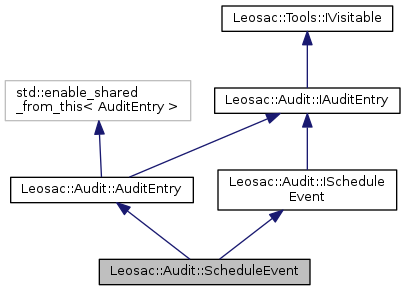 Leosac::Tools::IVisitable
std::enable_shared
_from_this< AuditEntry >
Leosac::Audit::IAuditEntry
Leosac::Audit::AuditEntry
Leosac::Audit::ISchedule
Event
Leosac::Audit::ScheduleEvent